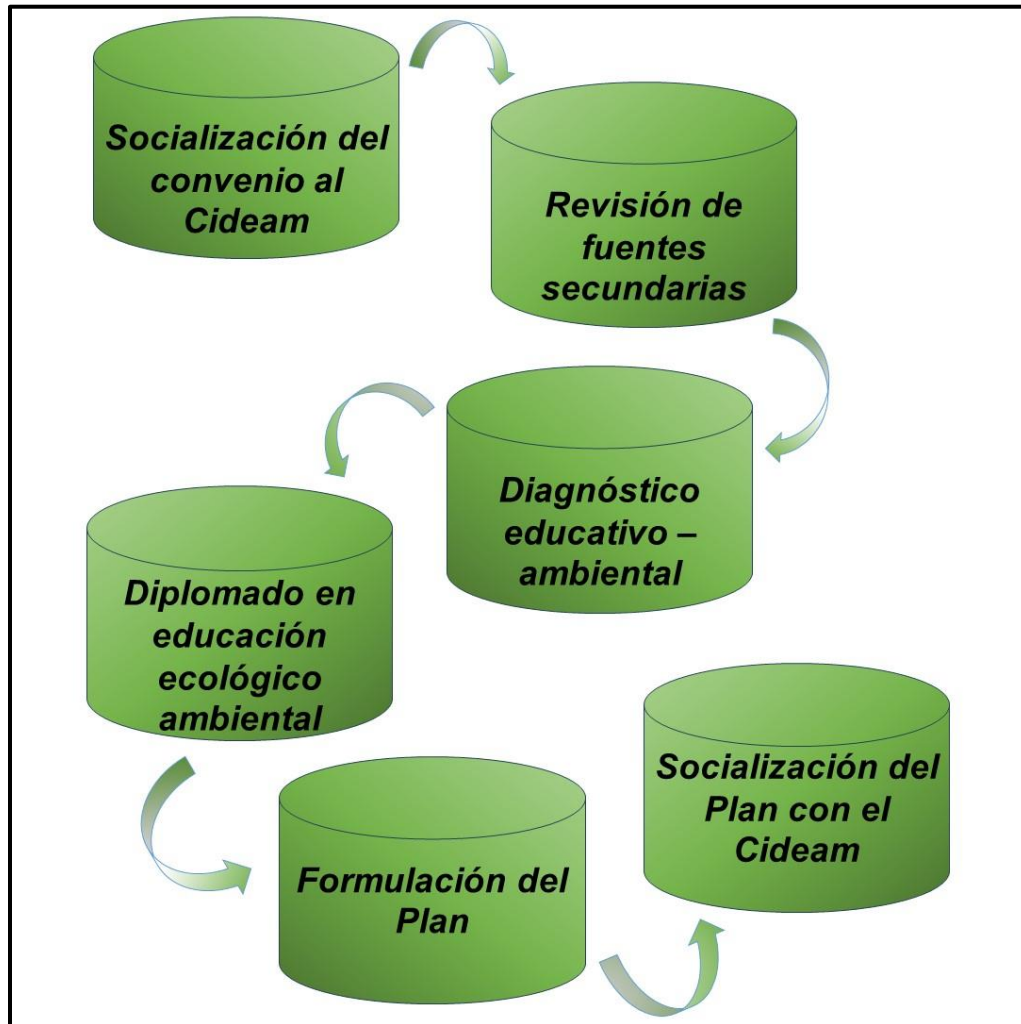 Socialización del
convenio al
Cideam
Revisión de
fuentes
secundarias
Diagnóstico
educativo –
ambiental
Diplomado en
educación
ecológico
ambiental
Formulación del
Plan
Socialización del
Plan con el
Cideam